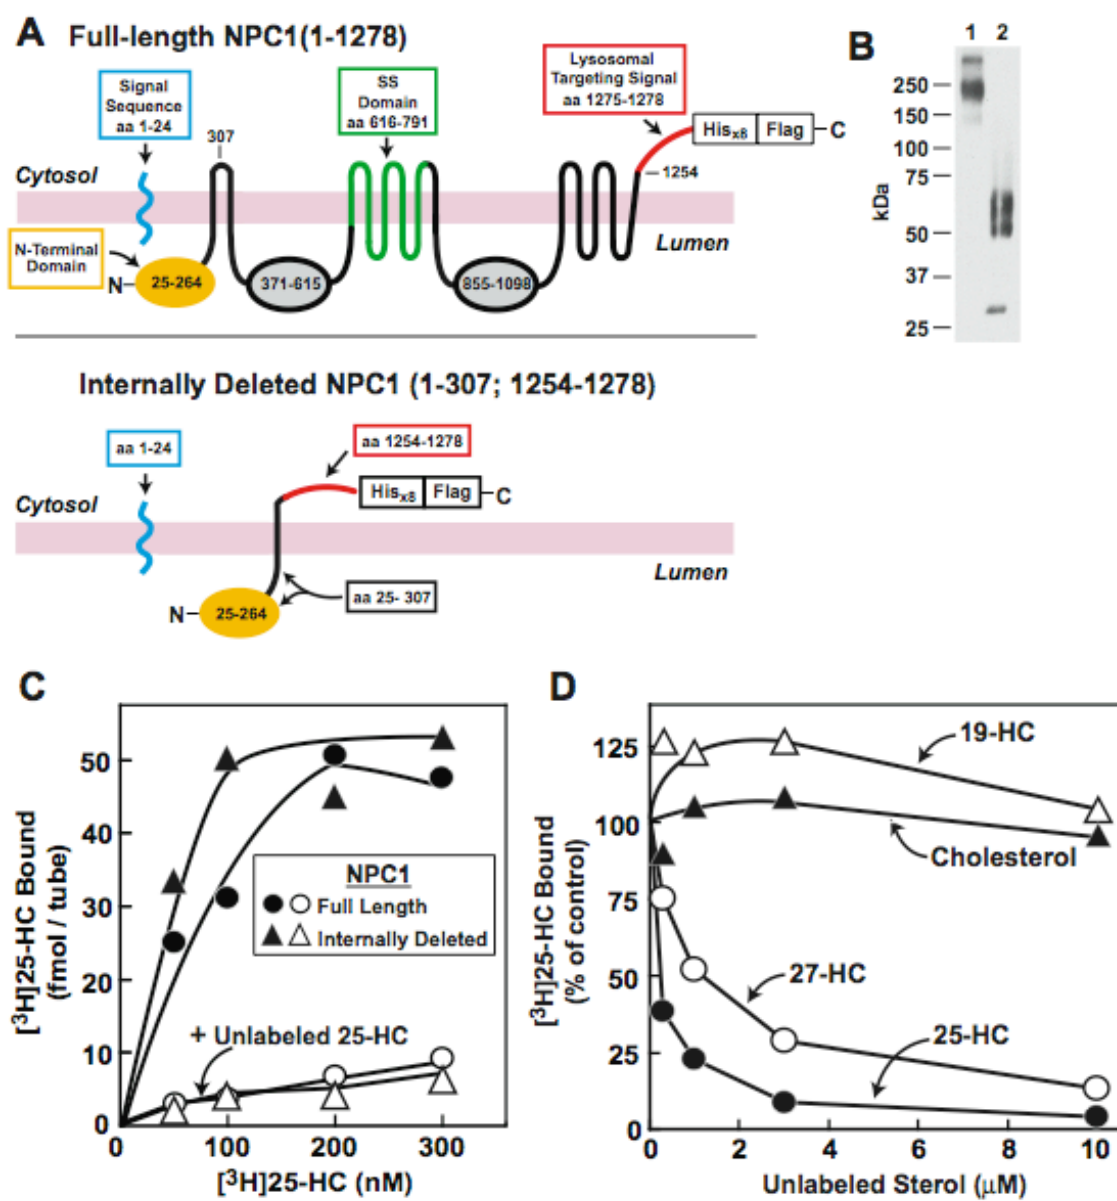 A Full-length NPC1(1-1278)
Signal
Sequence
aa 1-24
307
SS
Domain
aa 616-791
Lysosomal
Targeting Signal
aa 1275-1278
Hisx8 Flag C
1254
Cytosol
Lumen
N-Terminal
Domain
N 25-264
371-615
855-1098
B
1 2
250
150
100
75
50
37
25
kDa
Internally Deleted NPC1 (1-307; 1254-1278)
aa 1-24
aa 1254-1278
Hisx8 Flag C
Cytosol
Lumen
aa 25- 307
N 25-264
C
[³H]25-HC Bound
(fmol / tube)
50
40
30
20
10
0
NPC1
Full Length
Internally Deleted
+ Unlabeled 25-HC
0 100 200 300
[³H]25-HC (nM)
D
[³H]25-HC Bound
(% of control)
125
100
75
50
25
0
19-HC
Cholesterol
27-HC
25-HC
0 2 4 6 8 10
Unlabeled Sterol (μM)